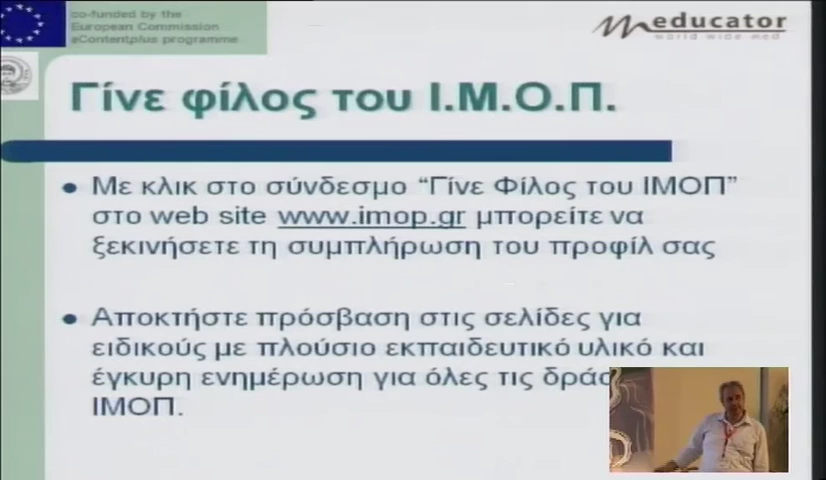 co-funded by the
European Commission
eContentplus programme
meducator
world wide med
Γίνε φίλος του Ι.Μ.Ο.Π.
Με κλικ στο σύνδεσμο “Γίνε Φίλος του ΙΜΟΠ”
στο web site www.imop.gr μπορείτε να
ξεκινήσετε τη συμπλήρωση του προφίλ σας
Αποκτήστε πρόσβαση στις σελίδες για
ειδικούς με πλούσιο εκπαιδευτικό υλικό και
έγκυρη ενημέρωση για όλες τις
ΙΜΟΠ.